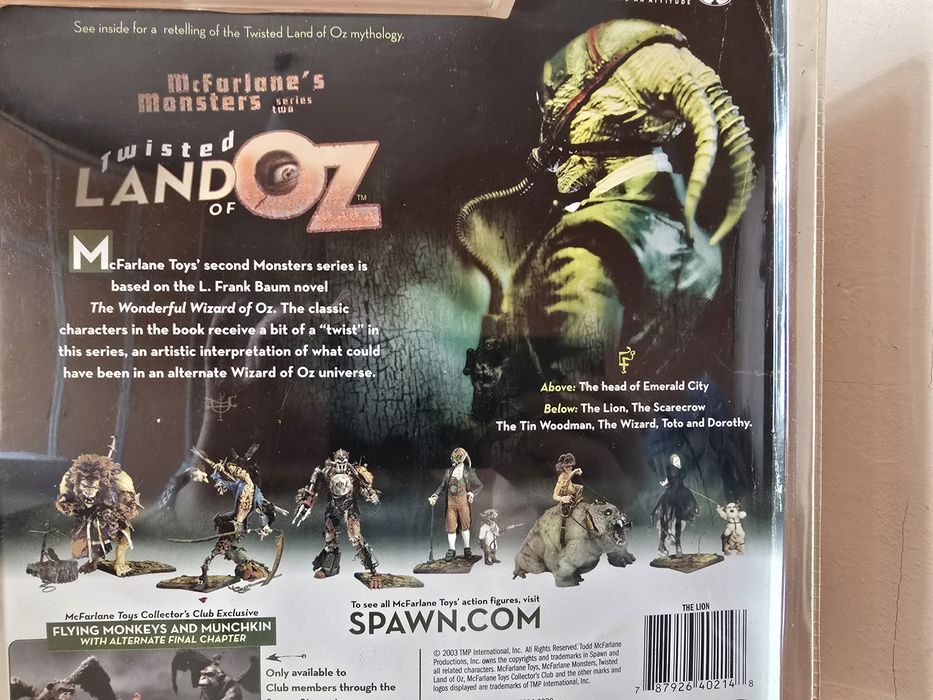 'S AN ATTITUDE
See inside for a retelling of the Twisted Land of Oz mythology.
McFarlane's
Monsters series
two
Twisted
LAND
OF
OZ™
McFarlane Toys' second Monsters series is
based on the L. Frank Baum novel
The Wonderful Wizard of Oz. The classic
characters in the book receive a bit of a “twist” in
this series, an artistic interpretation of what could
have been in an alternate Wizard of Oz universe.
Above: The head of Emerald City
Below: The Lion, The Scarecrow
The Tin Woodman, The Wizard, Toto and Dorothy.
McFarlane Toys Collector's Club Exclusive
FLYING MONKEYS AND MUNCHKIN
WITH ALTERNATE FINAL CHAPTER
Only available to
Club members through the
To see all McFarlane Toys' action figures, visit
SPAWN.COM
© 2003 TMP International, Inc. All Rights Reserved. Todd McFarlane
Productions, Inc. owns the copyrights and trademarks in Spawn and
all related characters. McFarlane Toys, McFarlane Monsters, Twisted
Land of Oz, McFarlane Toys Collector's Club and the other marks and
logos displayed are trademarks of TMP International, Inc.
THE LION
7 87926 40214 8